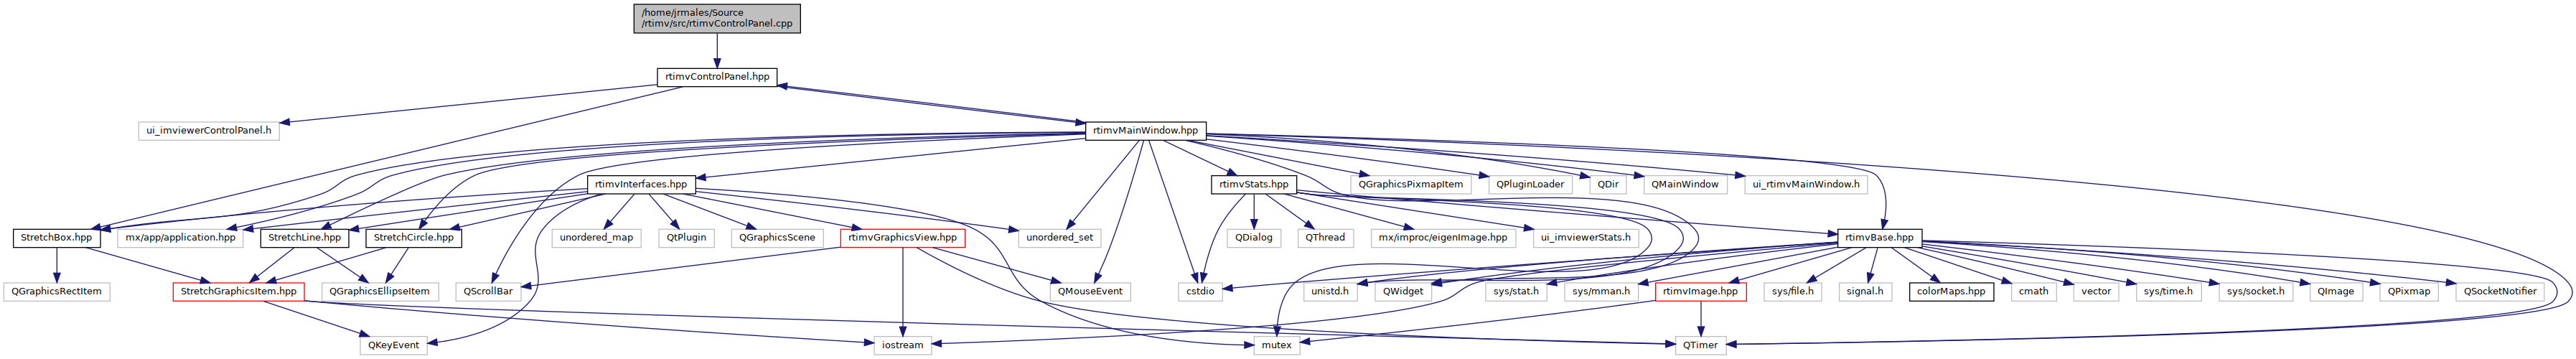 /home/jrmales/Source
/rtimv/src/rtimvControlPanel.cpp
rtimvControlPanel.hpp
ui_imviewerControlPanel.h
rtimvMainWindow.hpp
rtimvInterfaces.hpp
rtimvStats.hpp
QGraphicsPixmapItem
QPluginLoader
QDir
QMainWindow
ui_rtimvMainWindow.h
StretchBox.hpp
mx/app/application.hpp
StretchLine.hpp
StretchCircle.hpp
unordered_map
QtPlugin
QGraphicsScene
rtimvGraphicsView.hpp
unordered_set
QDialog
QThread
mx/improc/eigenImage.hpp
ui_imviewerStats.h
rtimvBase.hpp
QGraphicsRectItem
StretchGraphicsItem.hpp
QGraphicsEllipseItem
QScrollBar
QMouseEvent
cstdio
unistd.h
QWidget
sys/stat.h
sys/mman.h
rtimvImage.hpp
sys/file.h
signal.h
colorMaps.hpp
cmath
vector
sys/time.h
sys/socket.h
QImage
QPixmap
QSocketNotifier
QKeyEvent
iostream
mutex
QTimer